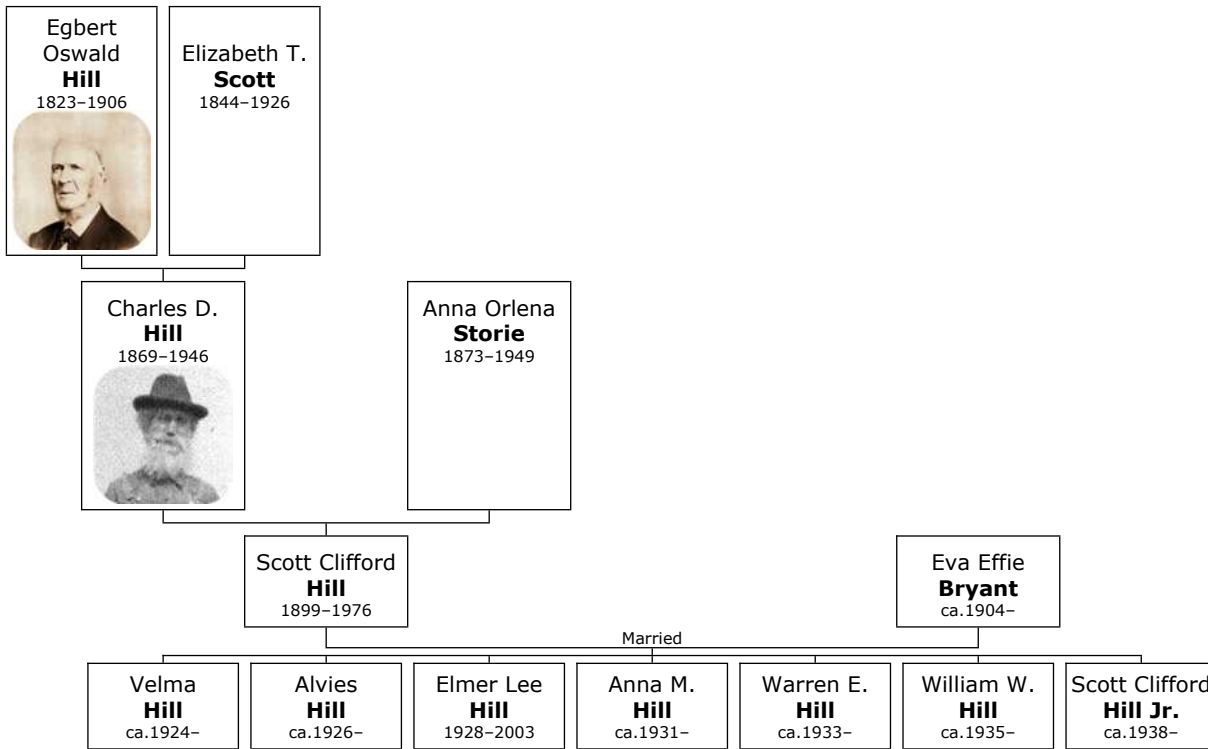 Egbert
Oswald
Hill
1823–1906
Elizabeth T.
Scott
1844–1926
Charles D.
Hill
1869–1946
Anna Orlena
Storie
1873–1949
Scott Clifford
Hill
1899–1976
Eva Effie
Bryant
ca.1904–
Married
Velma
Hill
ca.1924–
Alvies
Hill
ca.1926–
Elmer Lee
Hill
1928–2003
Anna M.
Hill
ca.1931–
Warren E.
Hill
ca.1933–
William W.
Hill
ca.1935–
Scott Clifford
Hill Jr.
ca.1938–